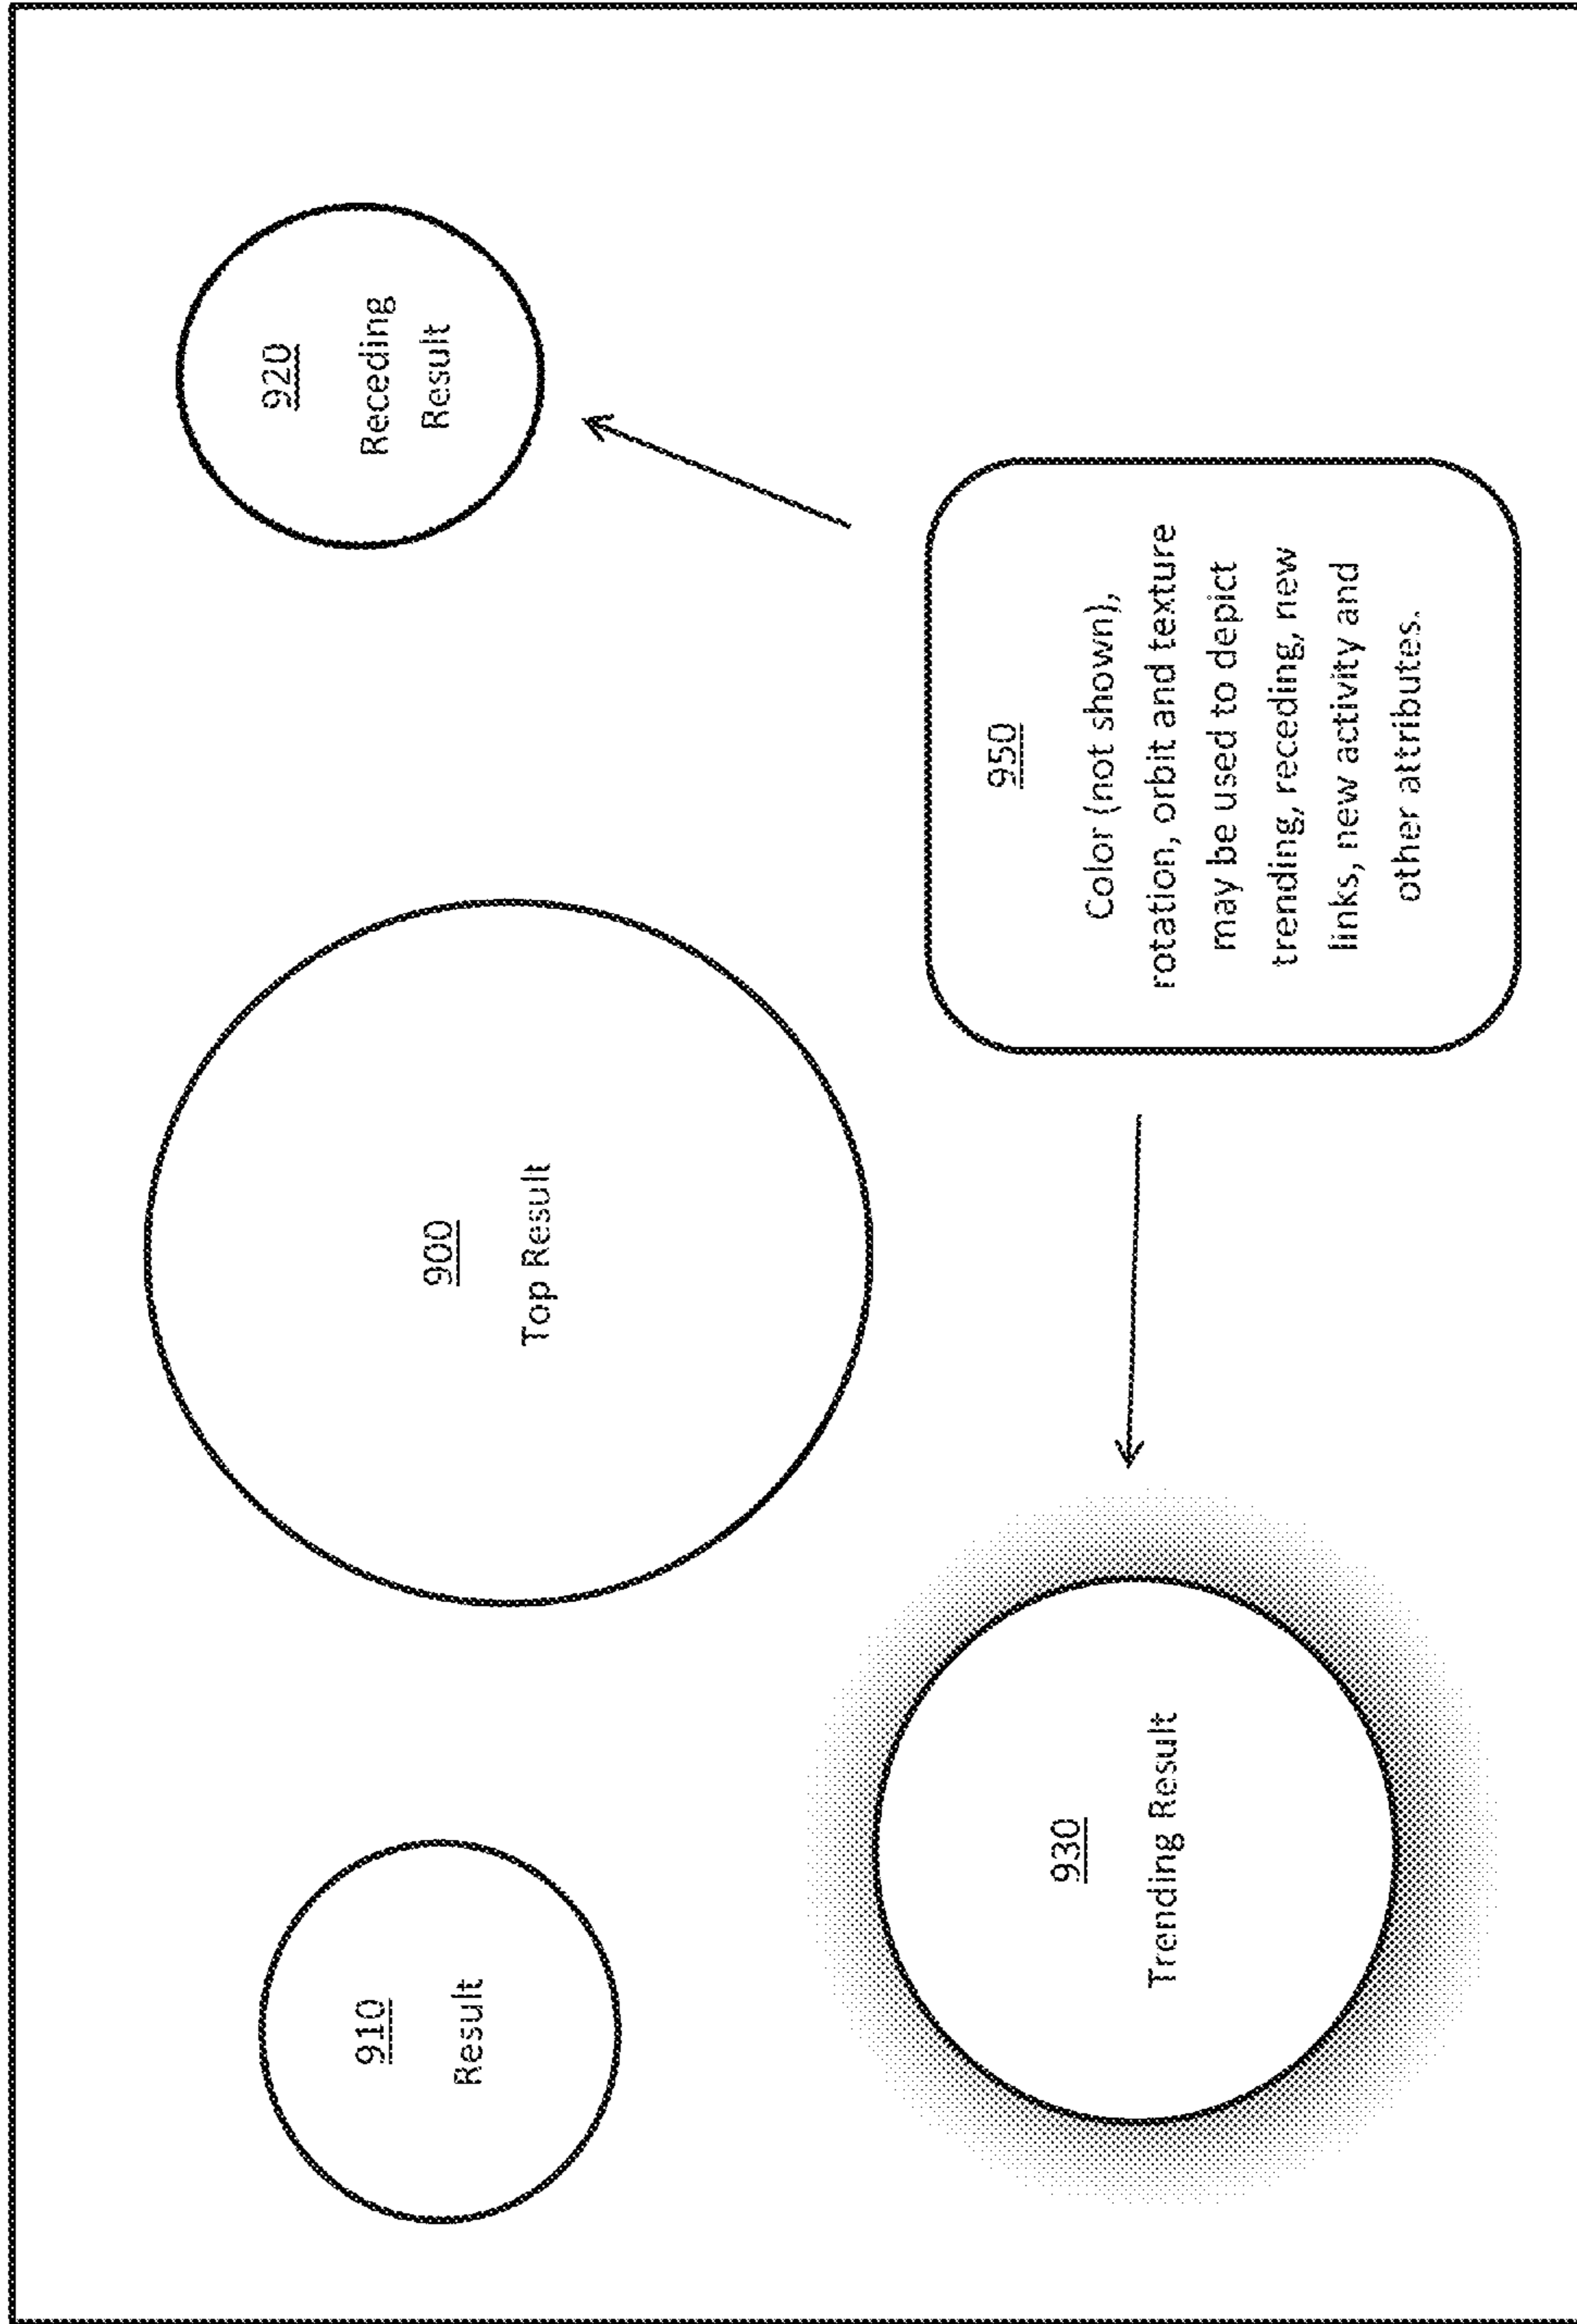 910
Result
900
Top Result
920
Receding
Result
930
Trending Result
950
Color (not shown),
rotation, orbit and texture
may be used to depict
trending, receding, new
links, new activity and
other attributes.